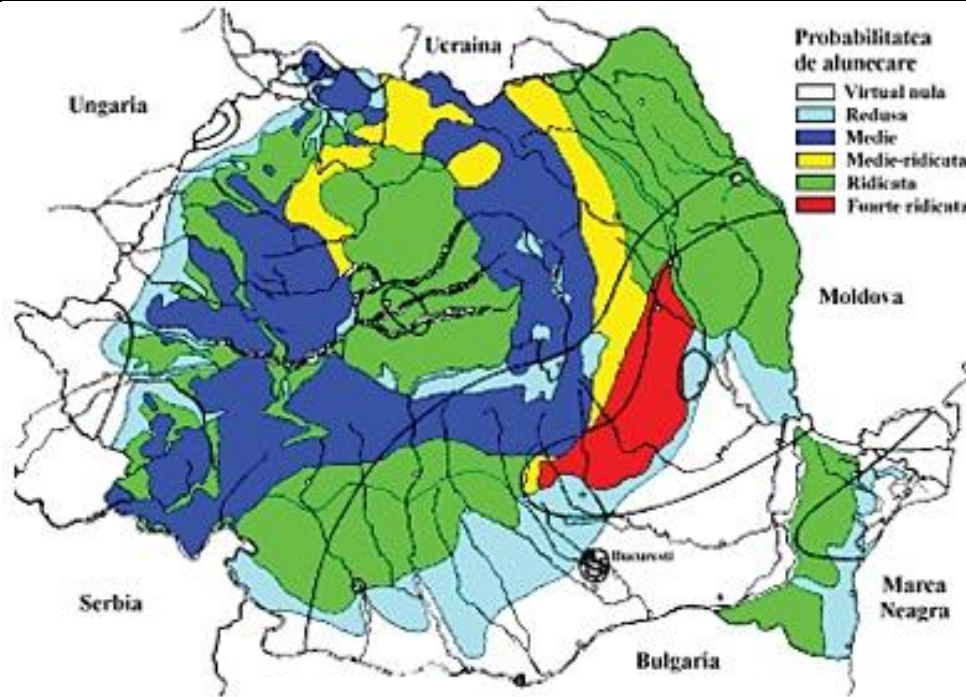 Ucraina
Ungaria
Probabilitatea
de alunecare
Virtual nula
Redusa
Medie
Medie-ridicata
Ridicata
Foarte ridicata
Moldova
Bucuresti
Serbia
Marea
Neagra
Bulgaria